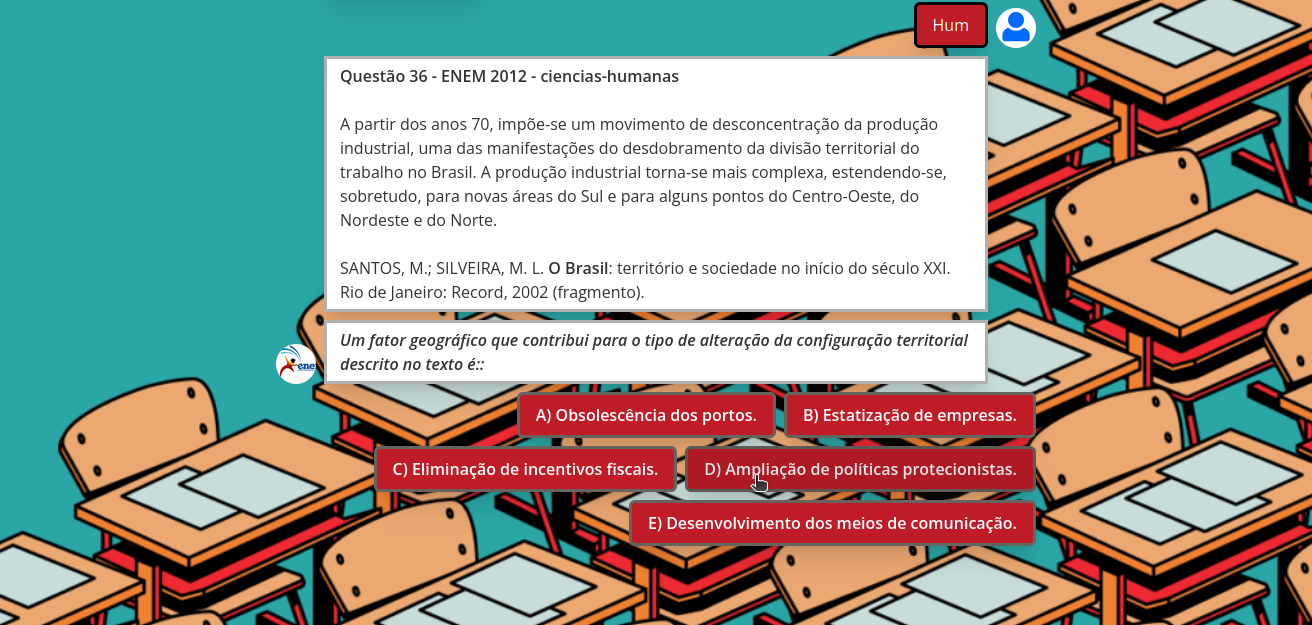 Hum
Questão 36 - ENEM 2012 - ciencias-humanas
A partir dos anos 70, impõe-se um movimento de desconcentração da produção
industrial, uma das manifestações do desdobramento da divisão territorial do
trabalho no Brasil. A produção industrial torna-se mais complexa, estendendo-se,
sobretudo, para novas áreas do Sul e para alguns pontos do Centro-Oeste, do
Nordeste e do Norte.
SANTOS, M.; SILVEIRA, M. L. O Brasil: território e sociedade no início do século XXI.
Rio de Janeiro: Record, 2002 (fragmento).
Um fator geográfico que contribui para o tipo de alteração da configuração territorial
descrito no texto é::
enem
A) Obsolescência dos portos.
B) Estatização de empresas.
C) Eliminação de incentivos fiscais.
D) Ampliação de políticas protecionistas.
E) Desenvolvimento dos meios de comunicação.